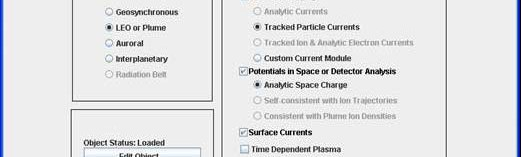 Geosynchronous
LEO or Plume
Auroral
Interplanetary
Radiation Belt
Object Status: Loaded
Edit Object
Analytic Currents
Tracked Particle Currents
Tracked Ion & Analytic Electron Currents
Custom Current Module
Potentials in Space or Detector Analysis
Analytic Space Charge
Self-consistent with Ion Trajectories
Consistent with Plume Ion Densities
Surface Currents
Time Dependent Plasma